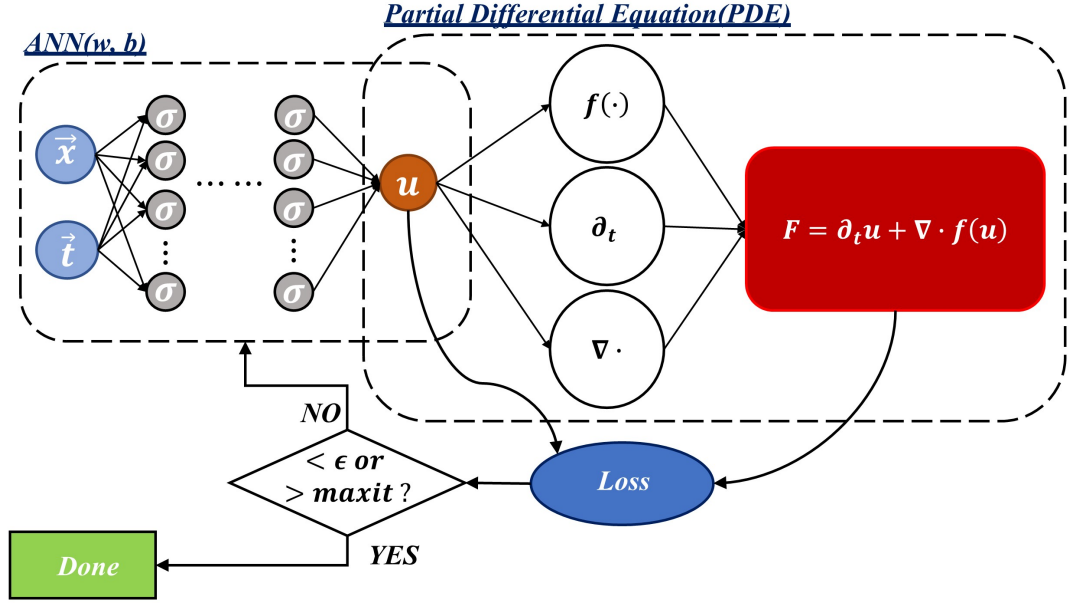 Partial Differential Equation(PDE)
ANN(w, b)
x⃗
t⃗
σ
σ
σ
⋮
σ
... ...
σ
σ
σ
⋮
σ
u
f(·)
∂ₜ
∇ ·
F = ∂ₜu + ∇ · f(u)
NO
< ϵ or
> maxit ?
Loss
YES
Done